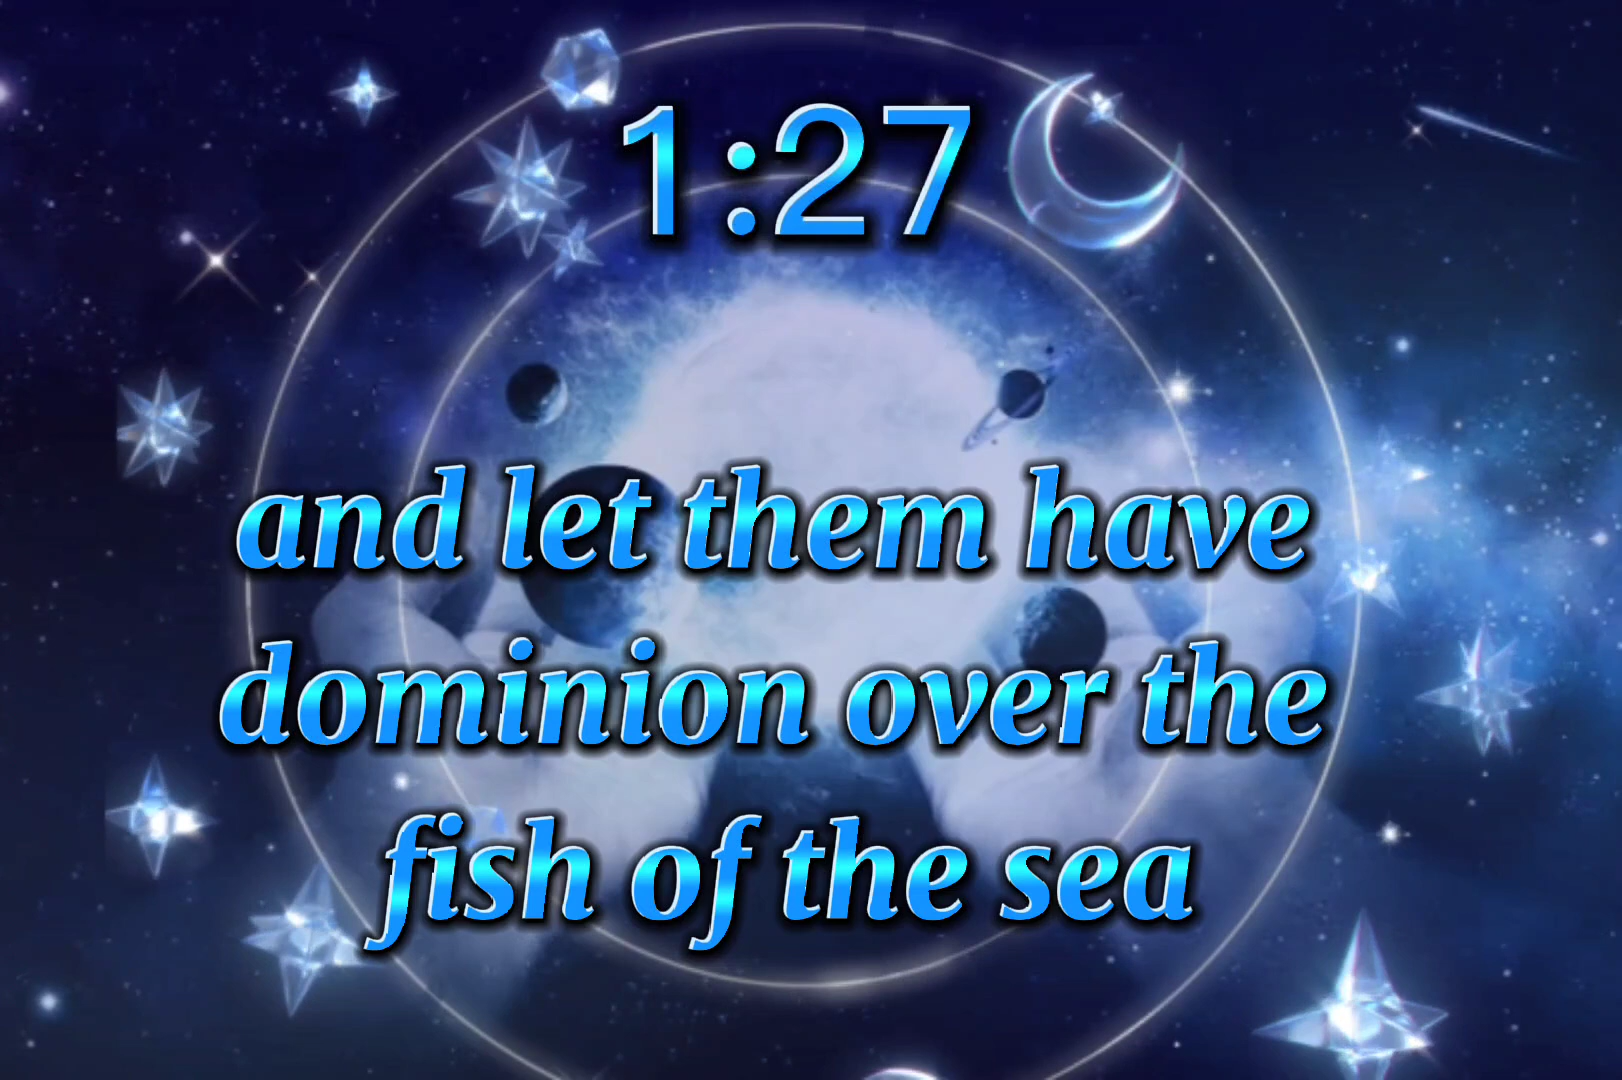 1:27
and let them have
dominion over the
fish of the sea